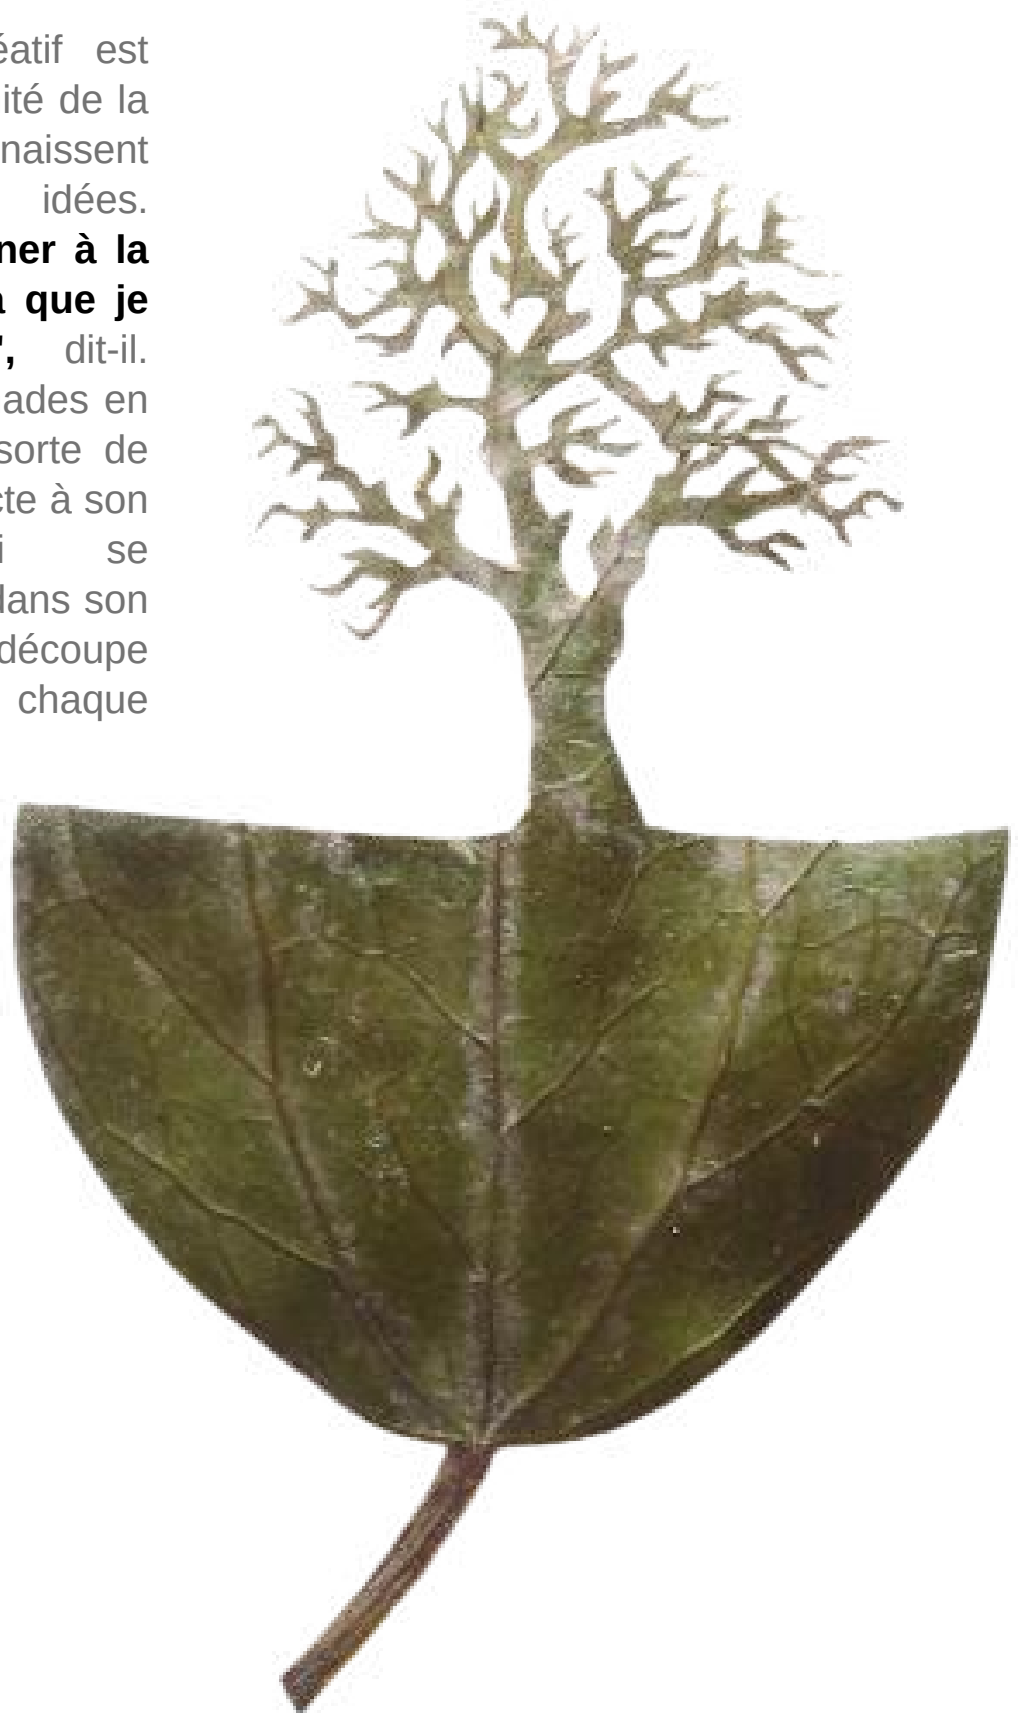 éatif est
ité de la
naissent
idées.
ner à la
a que je
", dit-il.
ades en
sorte de
cte à son
i se
dans son
découpe
chaque